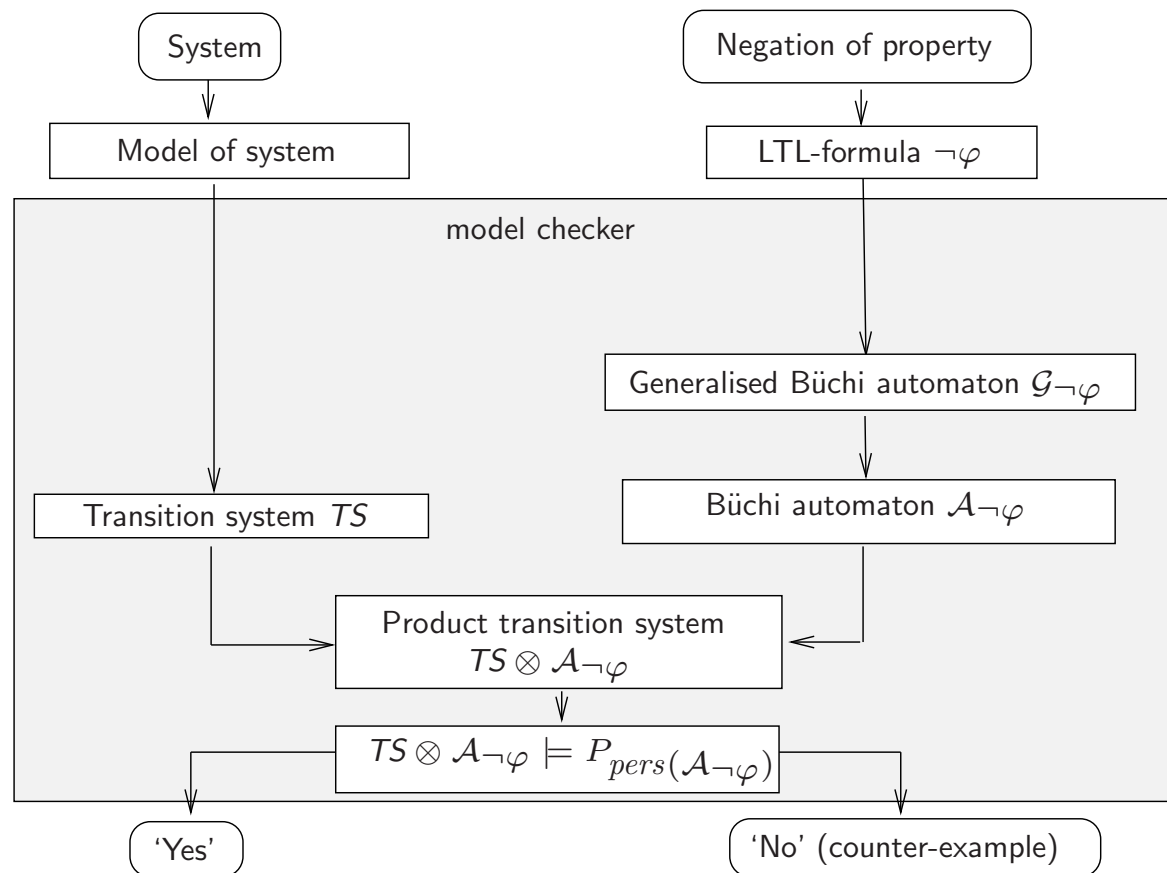 System
Negation of property
Model of system
LTL-formula ¬φ
model checker
Generalised Büchi automaton 𝒢¬φ
Transition system TS
Büchi automaton 𝒜¬φ
Product transition system
TS ⊗ 𝒜¬φ
TS ⊗ 𝒜¬φ ⊨ Ppers(𝒜¬φ)
‘Yes’
‘No’ (counter-example)